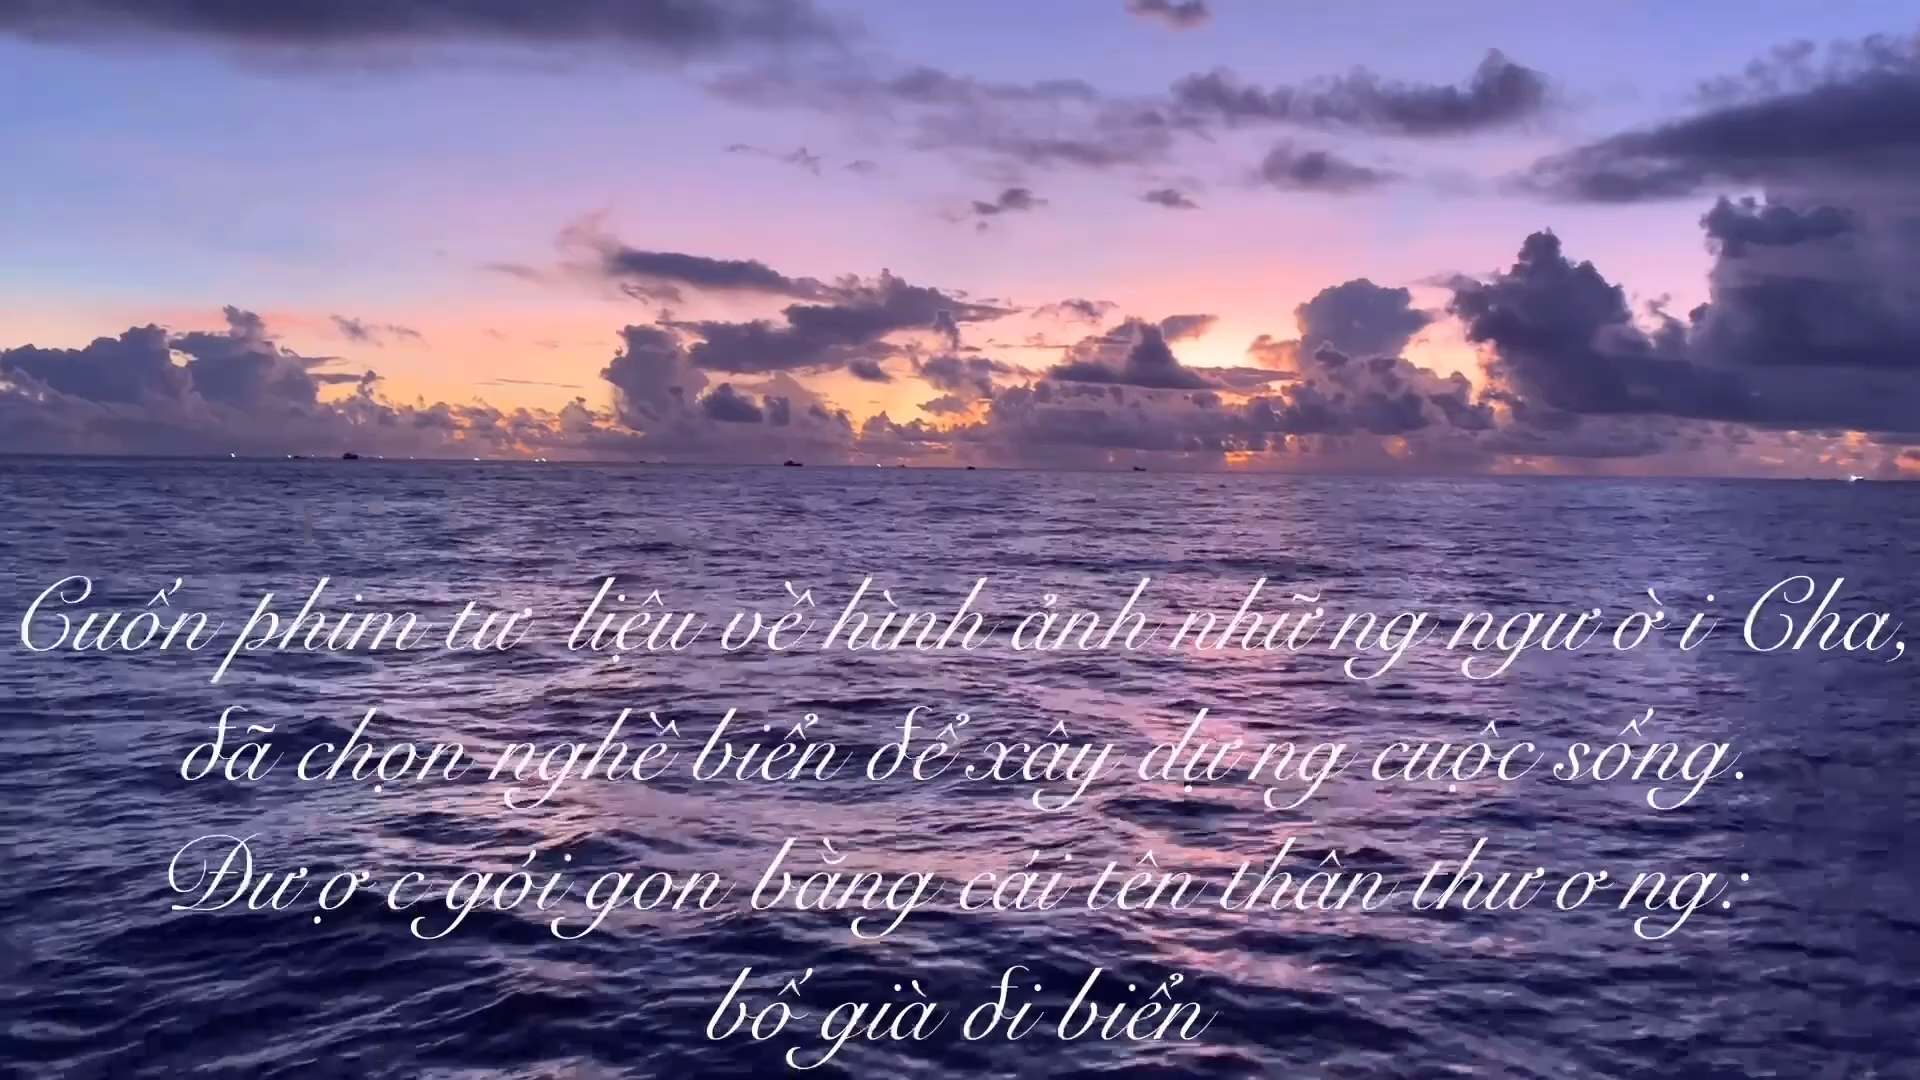 Cuốn phim tư liệu về hình ảnh những người Cha,
đã chọn nghề biển để xây dựng cuộc sống.
Được gói gon bằng cái tên thân thương:
bố già đi biển